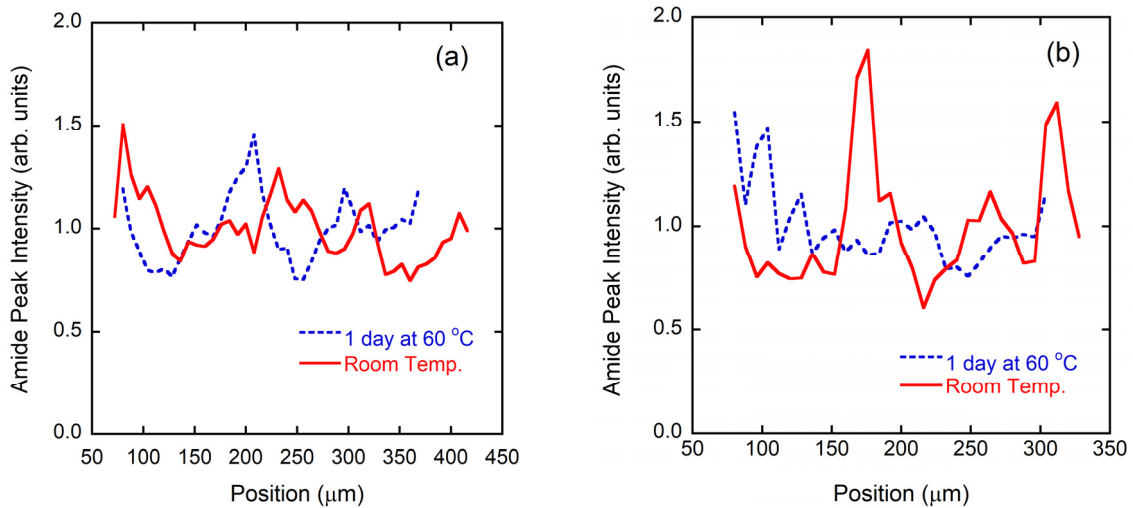 (a)
Amide Peak Intensity (arb. units)
2.0
1.5
1.0
0.5
0.0
1 day at 60 °C
Room Temp.
50 100 150 200 250 300 350 400 450
Position (μm)
(b)
Amide Peak Intensity (arb. units)
2.0
1.5
1.0
0.5
0.0
1 day at 60 °C
Room Temp.
50 100 150 200 250 300 350
Position (μm)